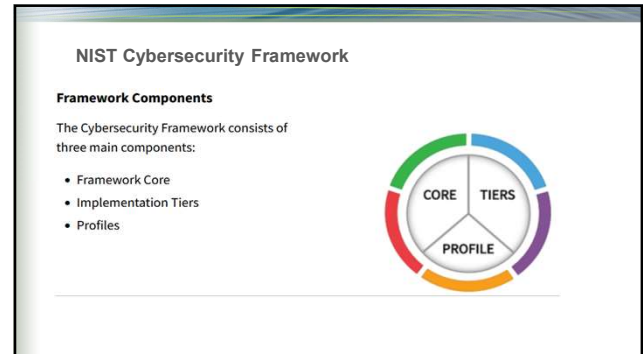 NIST Cybersecurity Framework
Framework Components
The Cybersecurity Framework consists of
three main components:
• Framework Core
• Implementation Tiers
• Profiles
CORE
TIERS
PROFILE